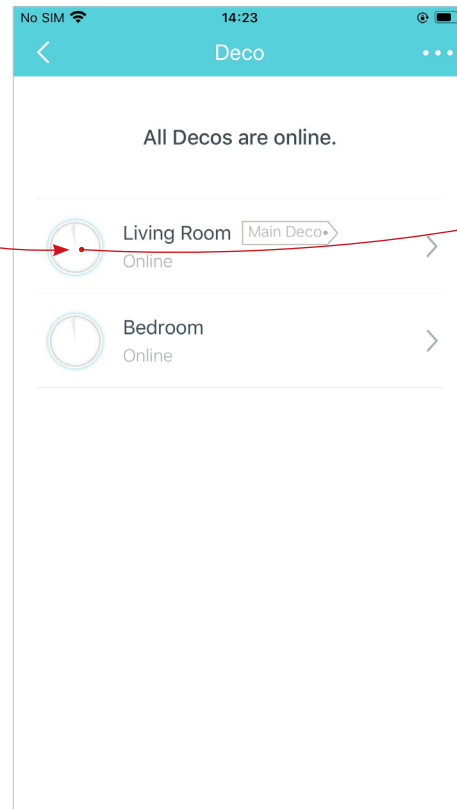 No SIM 14:23
Deco
All Decos are online.
Living Room Main Deco
Online
Bedroom
Online